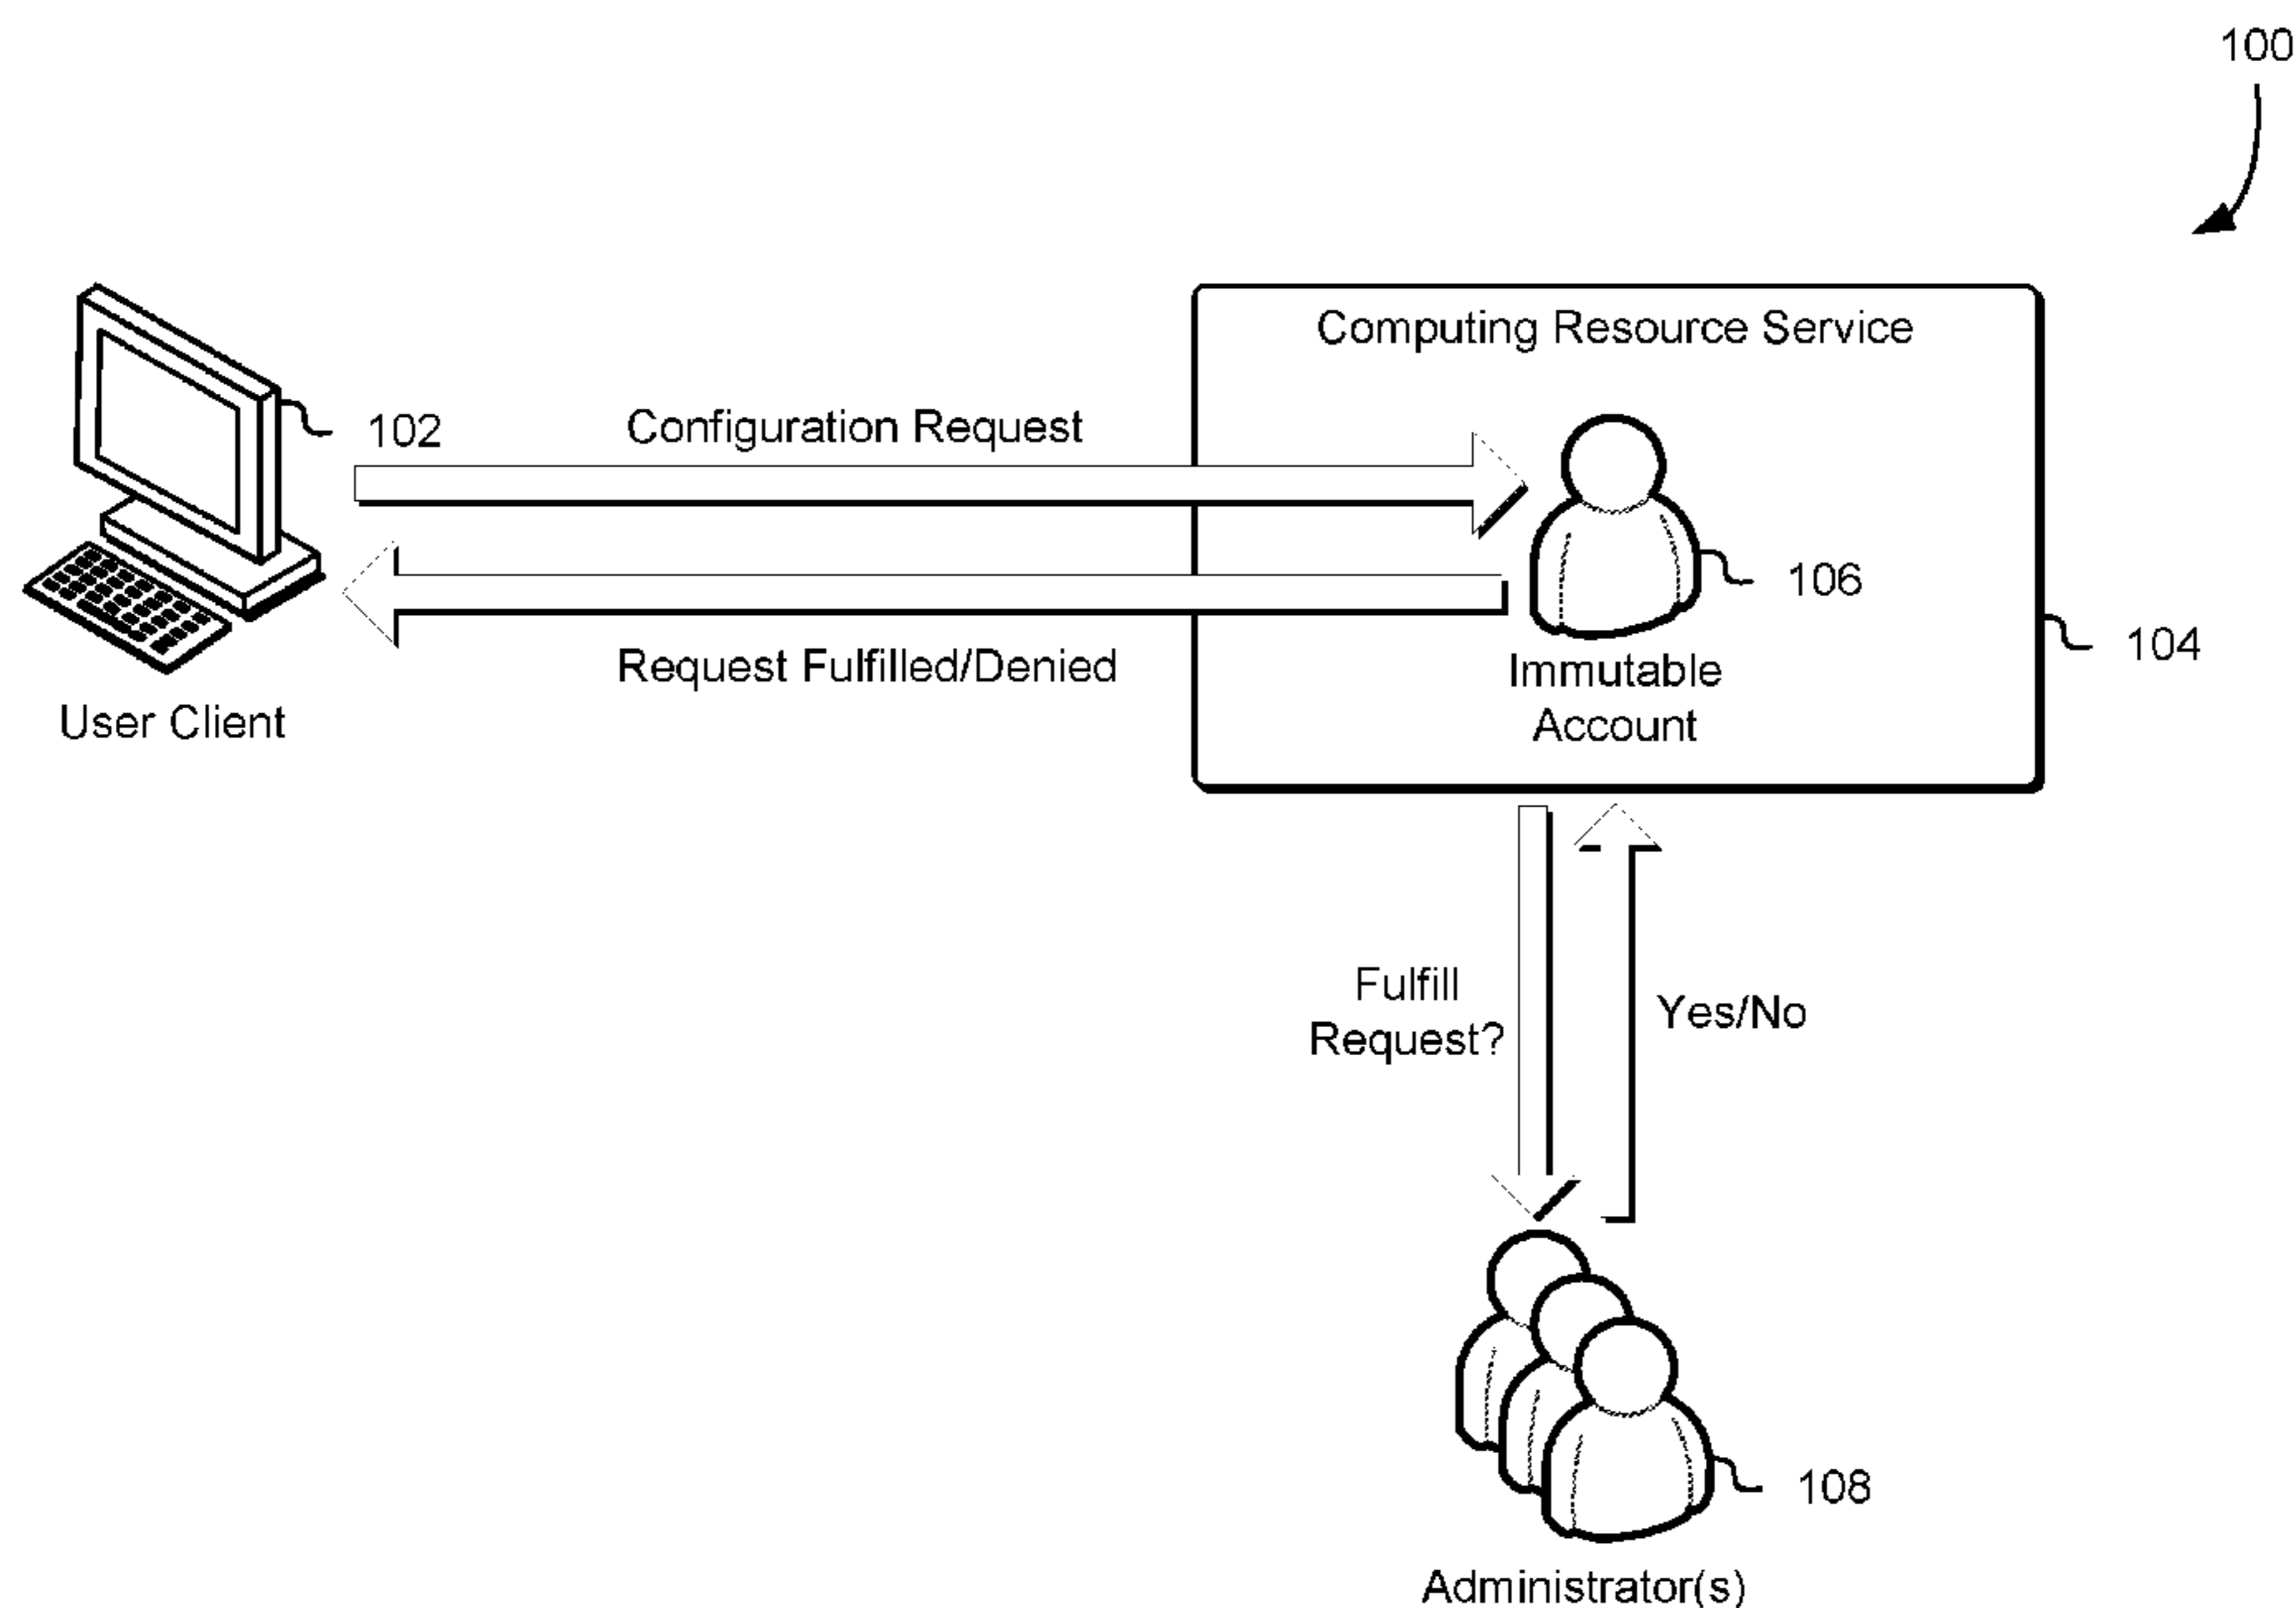 100
Computing Resource Service
102
Configuration Request
106
Request Fulfilled/Denied
Immutable
Account
104
User Client
Fulfill
Request?
Yes/No
108
Administrator(s)